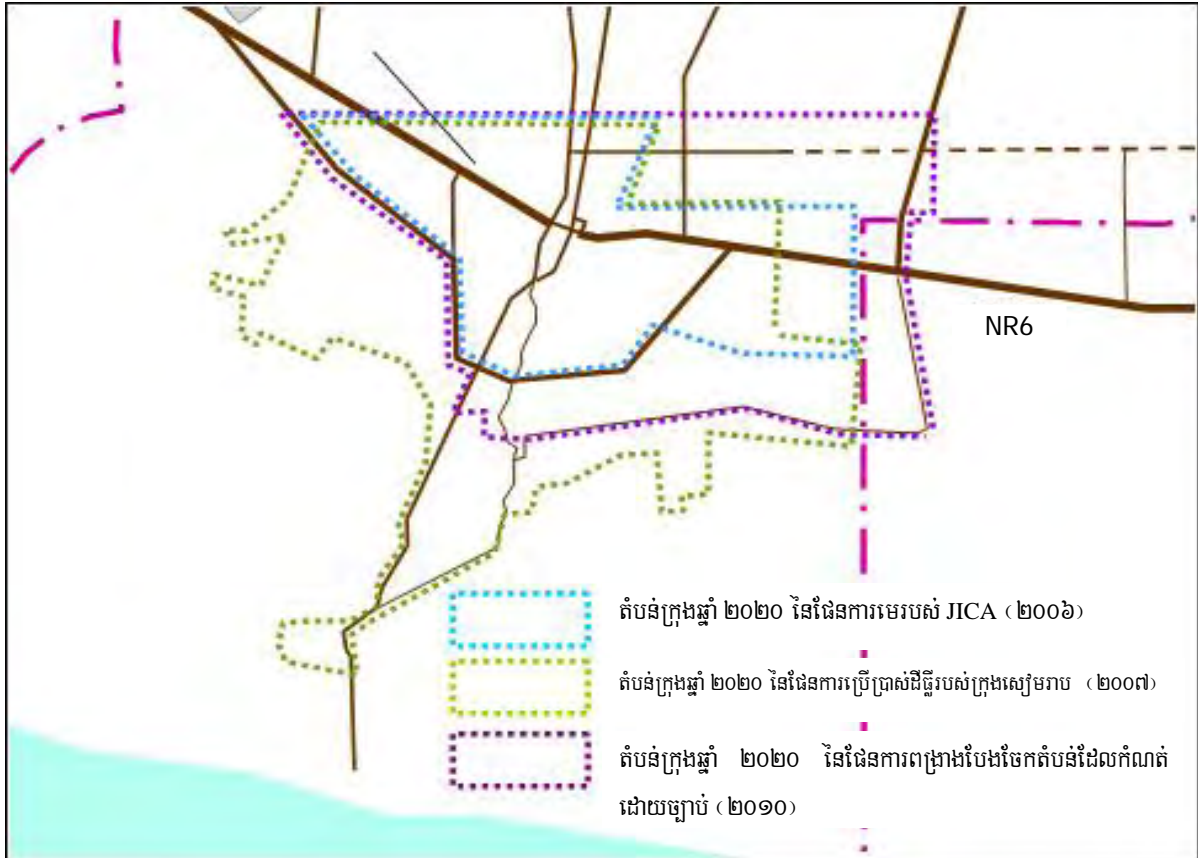 NR6
តំបន់ក្រុងឆ្នាំ ២០២០ នៃផែនការមេរបស់ JICA (២០០៦)
តំបន់ក្រុងឆ្នាំ ២០២០ នៃផែនការប្រើប្រាស់ដីធ្លីរបស់ក្រុងសៀមរាប (២០០៧)
តំបន់ក្រុងឆ្នាំ ២០២០ នៃផែនការពង្រាងបែងចែកតំបន់ដែលកំណត់
ដោយច្បាប់ (២០១០)